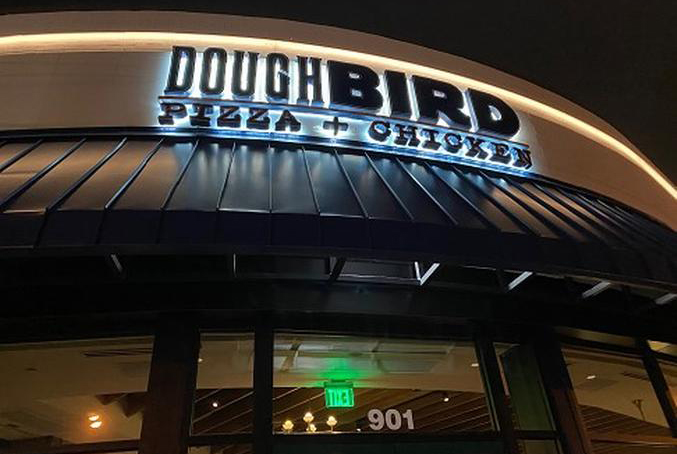 DOUGHBIRD
PIZZA + CHICKEN
EXIT
901